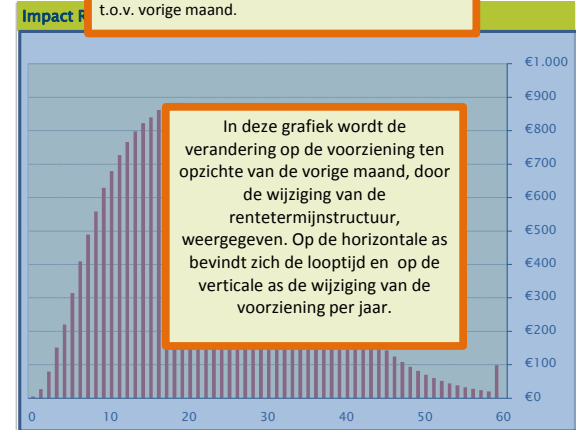 t.o.v. vorige maand.
Impact
€1.000
€900
€800
€700
€600
€500
€400
€300
€200
€100
€0
In deze grafiek wordt de
verandering op de voorziening ten
opzichte van de vorige maand, door
de wijziging van de
rentetermijnstructuur,
weergegeven. Op de horizontale as
bevindt zich de looptijd en op de
verticale as de wijziging van de
voorziening per jaar.
0 10 20 30 40 50 60